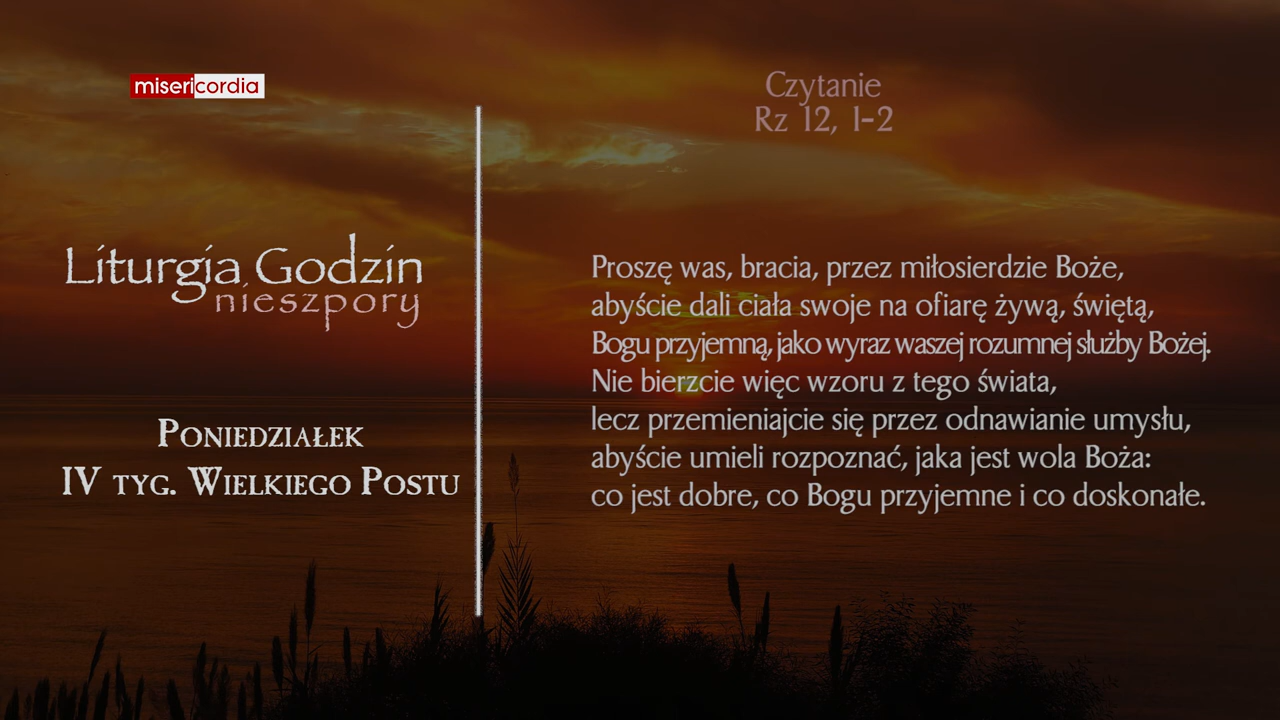 misericordia
Liturgia Godzin
nieszpory
Poniedziałek
IV tyg. Wielkiego Postu
Czytanie
Rz 12, 1-2
Proszę was, bracia, przez miłosierdzie Boże,
abyście dali ciała swoje na ofiarę żywą, świętą,
Bogu przyjemną, jako wyraz waszej rozumnej służby Bożej.
Nie bierzcie więc wzoru z tego świata,
lecz przemieniajcie się przez odnawianie umysłu,
abyście umieli rozpoznać, jaka jest wola Boża:
co jest dobre, co Bogu przyjemne i co doskonałe.